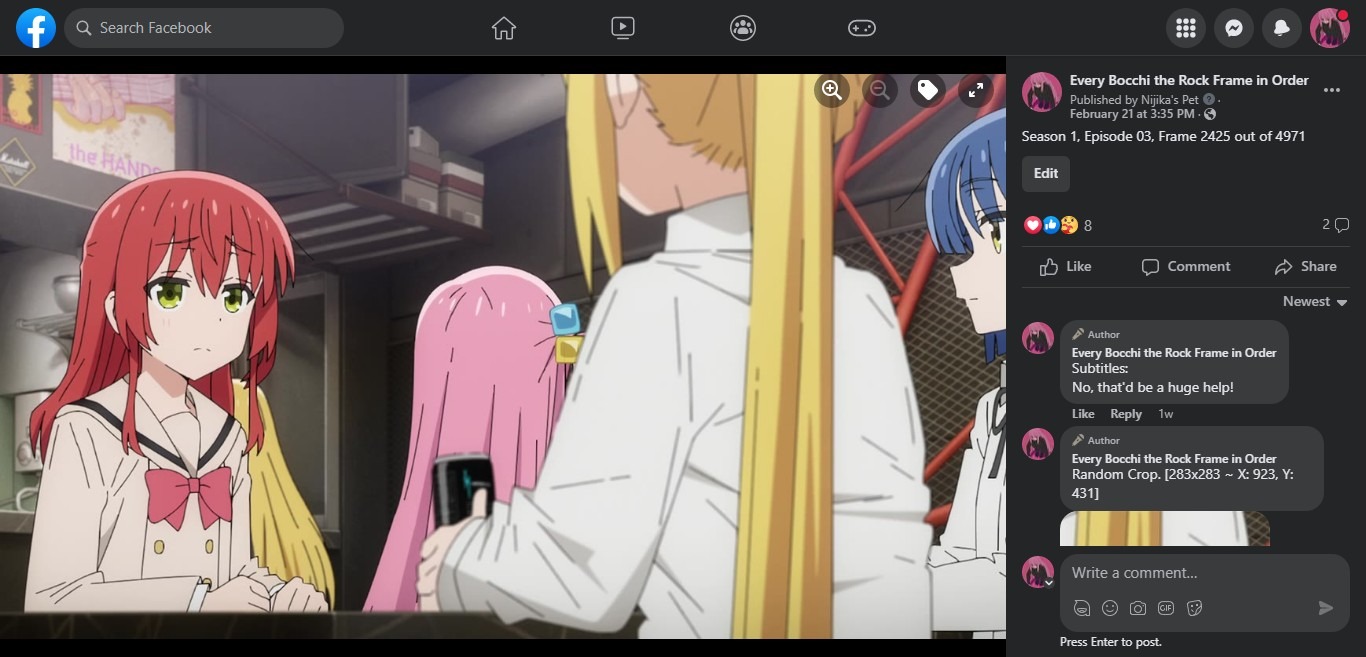 Search Facebook
the HANDS
Every Bocchi the Rock Frame in Order
Published by Nijika's Pet
February 21 at 3:35 PM
Season 1, Episode 03, Frame 2425 out of 4971
Edit
8
2
Like
Comment
Share
Newest
Author
Every Bocchi the Rock Frame in Order
Subtitles:
No, that'd be a huge help!
Like Reply 1w
Author
Every Bocchi the Rock Frame in Order
Random Crop. [283x283 ~ X: 923, Y:
431]
Write a comment...
GIF
Press Enter to post.